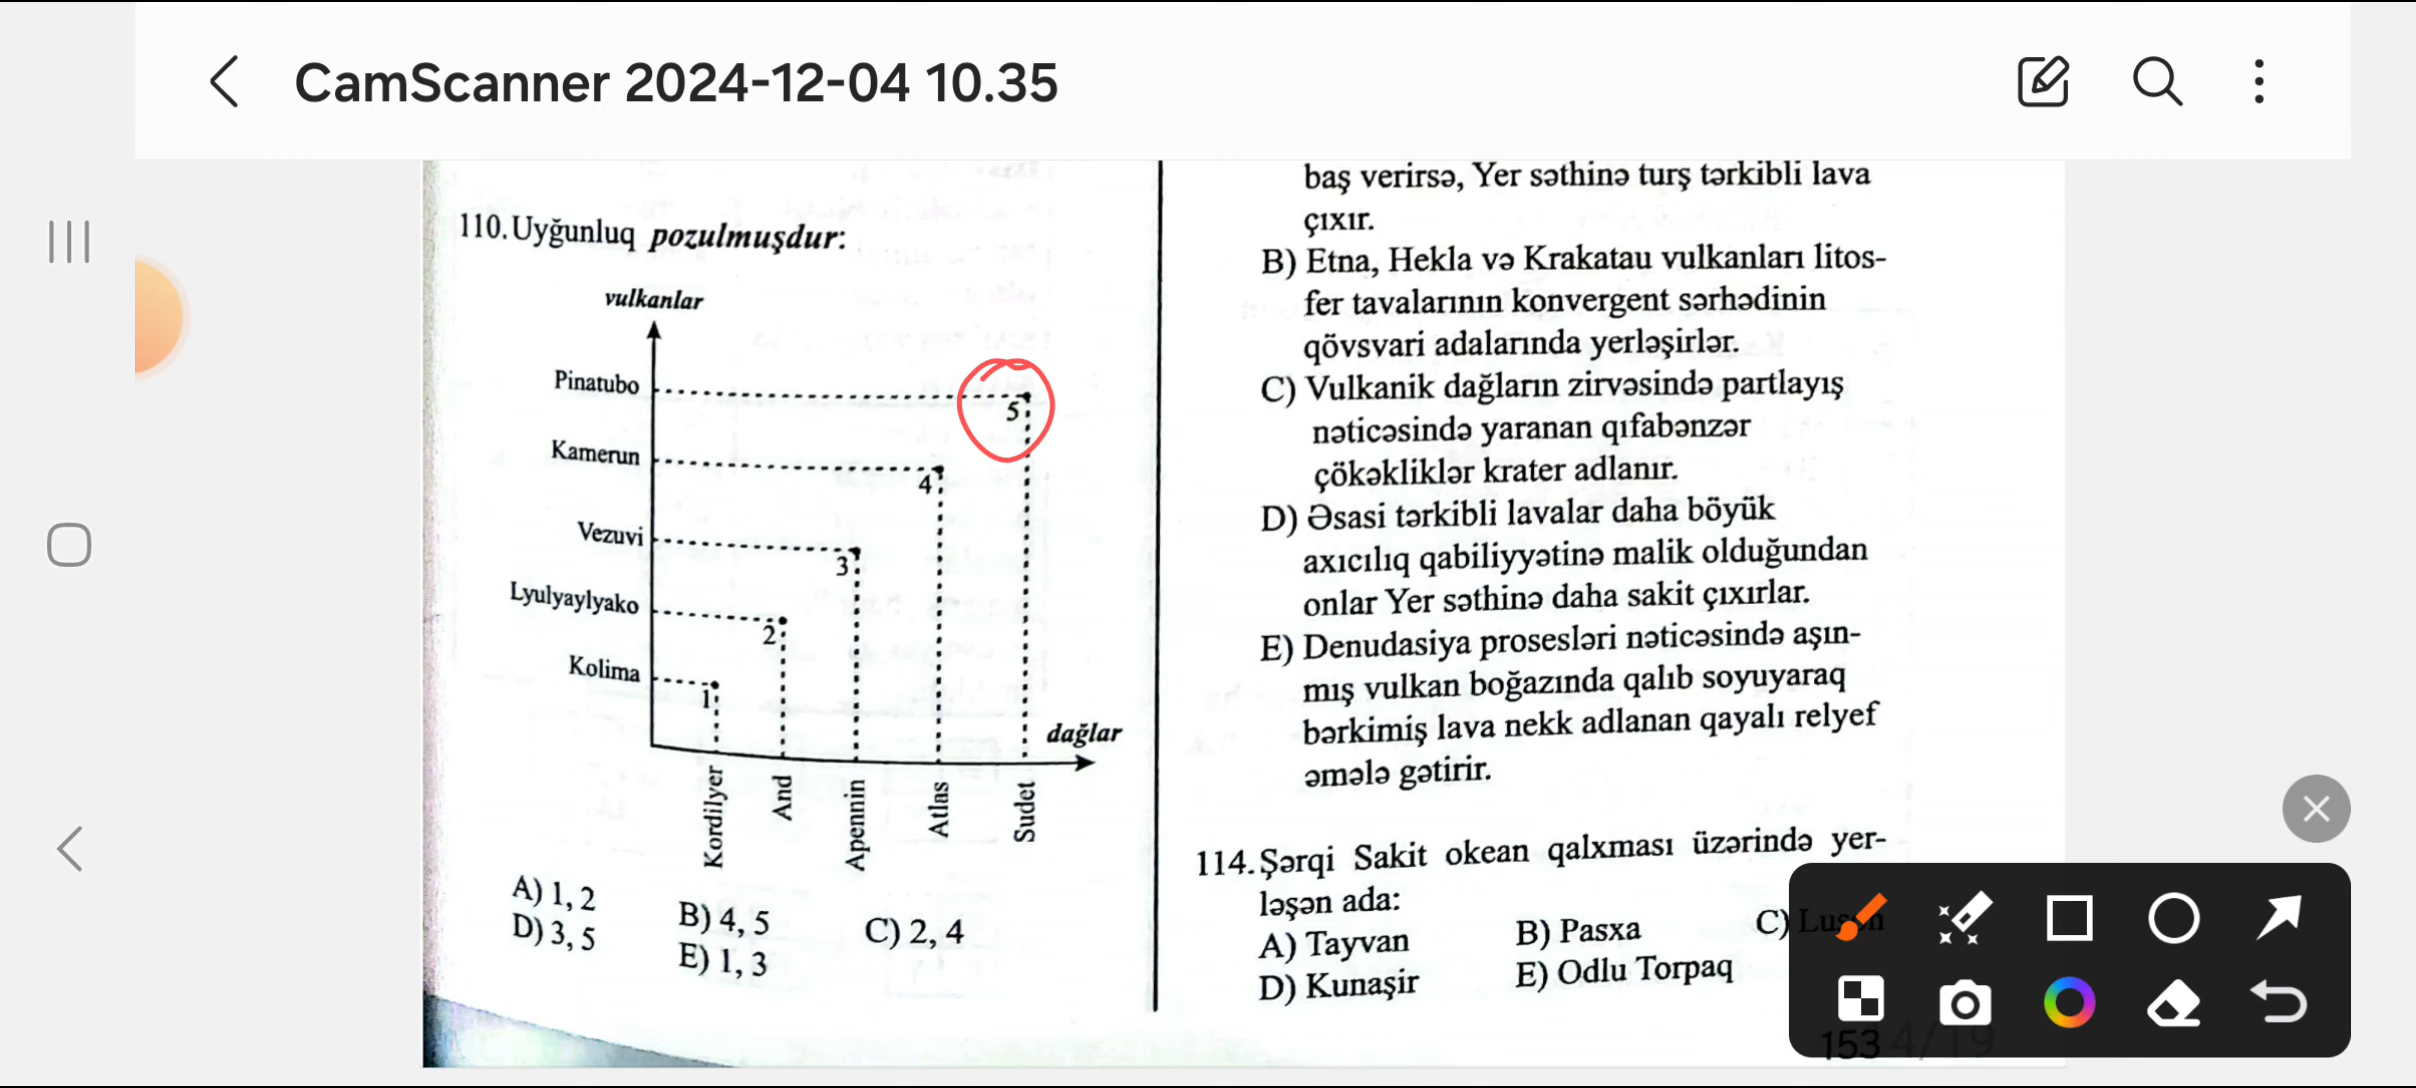 CamScanner 2024-12-04 10.35
110. Uyğunluq pozulmuşdur:
vulkanlar
Pinatubo
5
Kamerun
4
Vezuvi
3
Lyulyaylyako
2
Kolima
1
dağlar
Kordilyer
And
Apennin
Atlas
Sudet
A) 1, 2
B) 4, 5
C) 2, 4
D) 3, 5
E) 1, 3
baş verirsə, Yer səthinə turş tərkibli lava
çıxır.
B) Etna, Hekla və Krakatau vulkanları litos-
fer tavalarının konvergent sərhədinin
qövsvari adalarında yerləşirlər.
C) Vulkanik dağların zirvəsində partlayış
nəticəsində yaranan qıfabənzər
çökəkliklər krater adlanır.
D) Əsasi tərkibli lavalar daha böyük
axıcılıq qabiliyyətinə malik olduğundan
onlar Yer səthinə daha sakit çıxırlar.
E) Denudasiya prosesləri nəticəsində aşın-
mış vulkan boğazında qalıb soyuyaraq
bərkimiş lava nekk adlanan qayalı relyef
əmələ gətirir.
114. Şərqi Sakit okean qalxması üzərində yer-
ləşən ada:
A) Tayvan
B) Pasxa
C)
D) Kunaşir
E) Odlu Torpaq
153